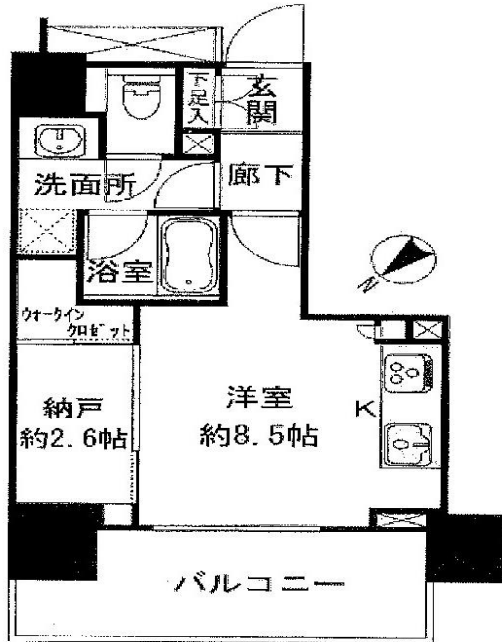 下足入
玄関
廊下
洗面所
浴室
N
ウォークイン
クロゼット
納戸
約2.6帖
洋室
約8.5帖
K
バルコニー